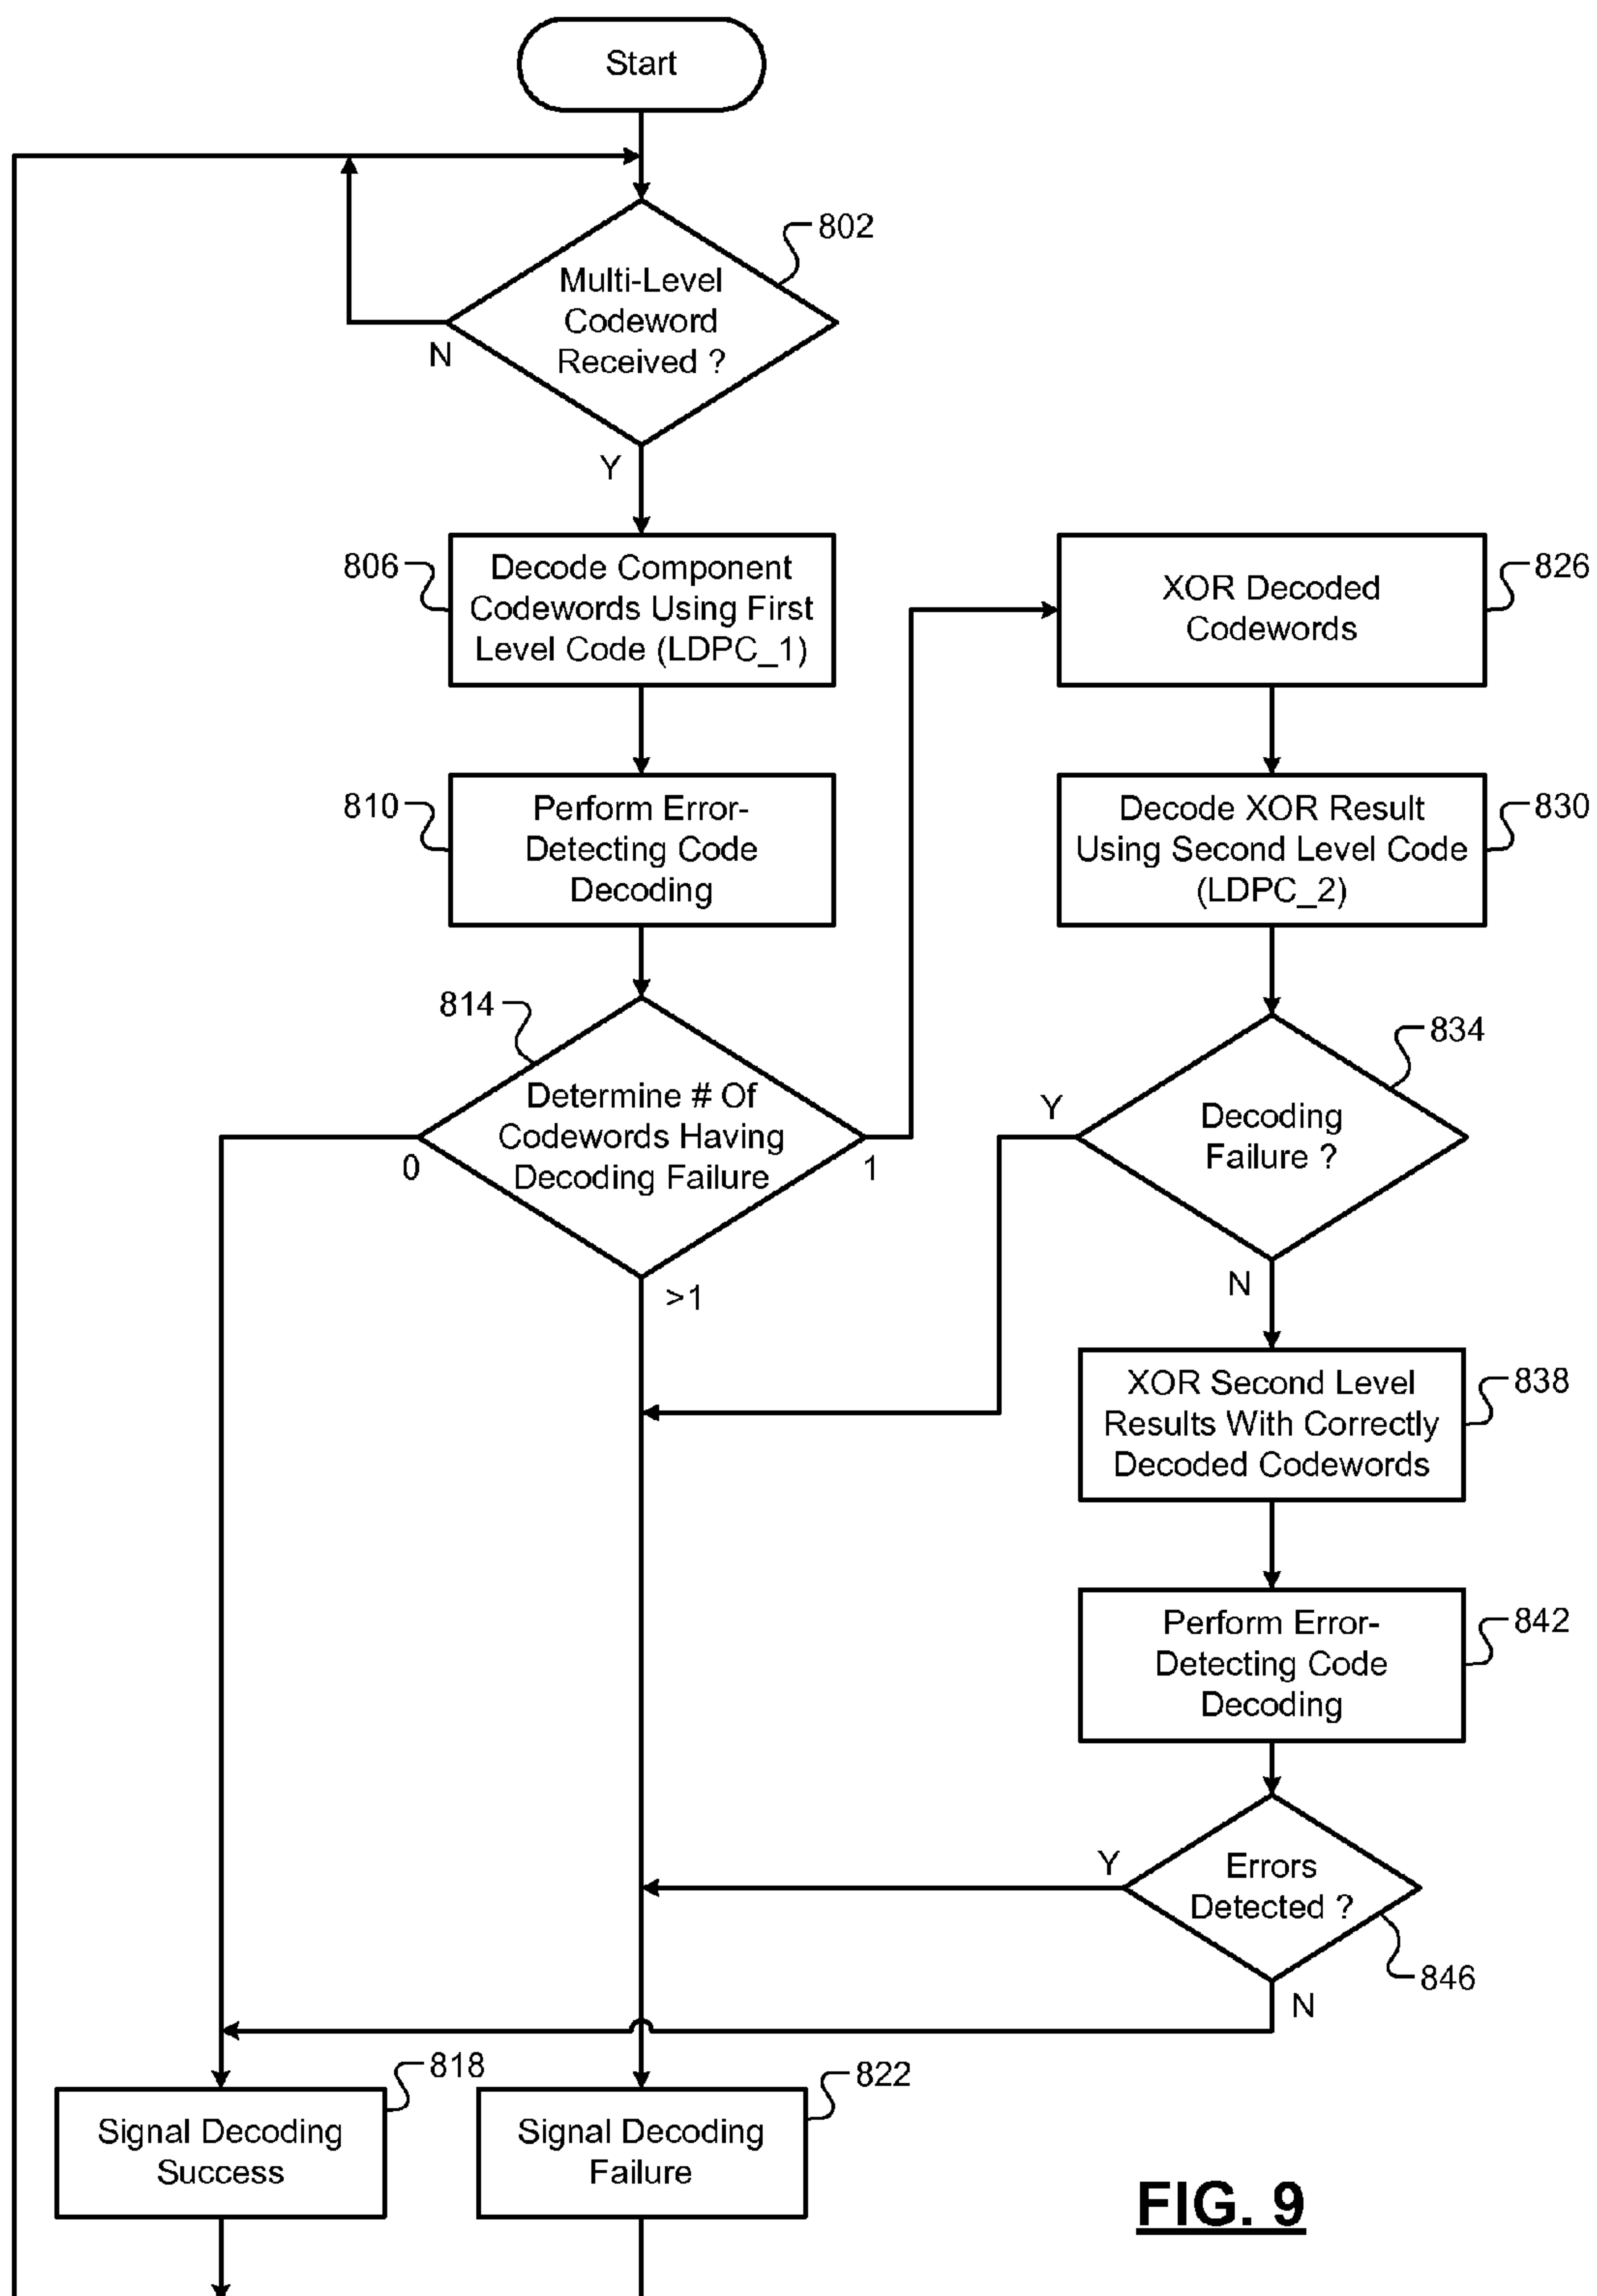 Start
802
Multi-Level
Codeword
Received ?
N
Y
806
Decode Component
Codewords Using First
Level Code (LDPC_1)
826
XOR Decoded
Codewords
810
Perform Error-
Detecting Code
Decoding
830
Decode XOR Result
Using Second Level Code
(LDPC_2)
814
Determine # Of
Codewords Having
Decoding Failure
0
1
>1
834
Decoding
Failure ?
Y
N
838
XOR Second Level
Results With Correctly
Decoded Codewords
842
Perform Error-
Detecting Code
Decoding
Y
Errors
Detected ?
846
N
818
Signal Decoding
Success
822
Signal Decoding
Failure
FIG. 9